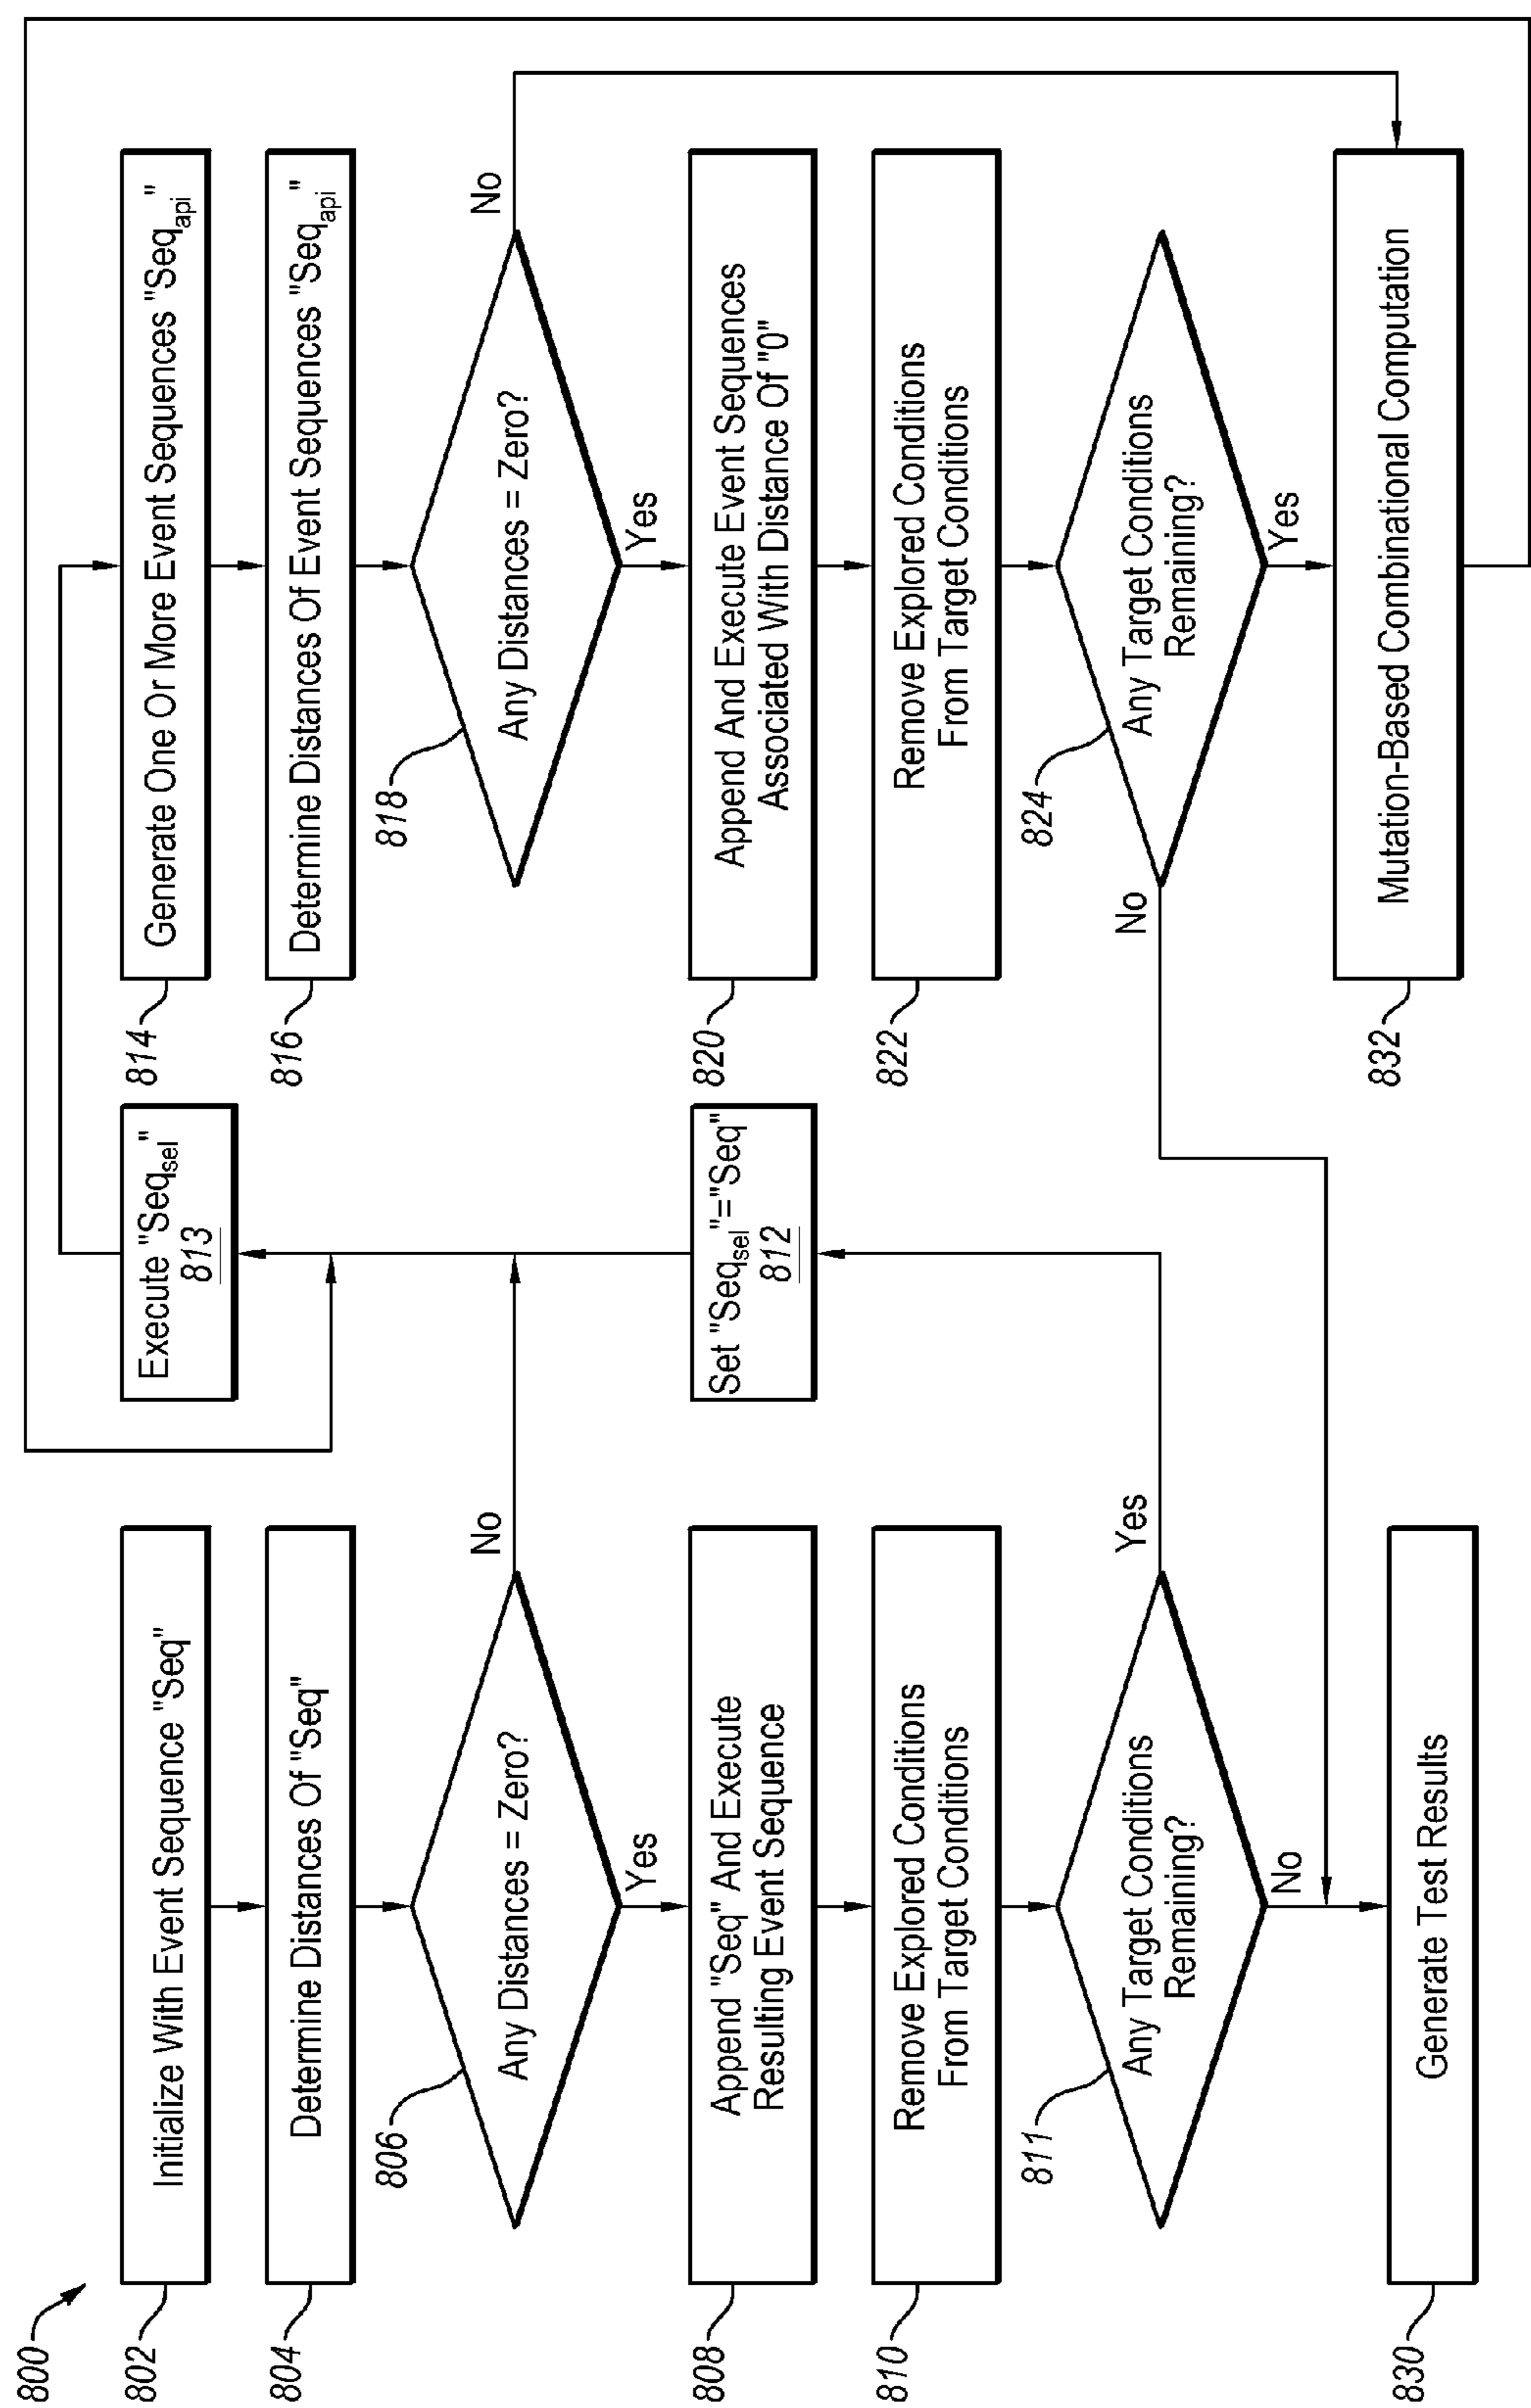 800
802
Initialize With Event Sequence "Seq"
804
Determine Distances Of "Seq"
806
Any Distances = Zero?
No
Yes
808
Append "Seq" And Execute
Resulting Event Sequence
810
Remove Explored Conditions
From Target Conditions
811
Any Target Conditions
Remaining?
Yes
No
830
Generate Test Results
Set "Seqsel"="Seq"
812
Execute "Seqsel"
813
814
Generate One Or More Event Sequences "Seqapi"
816
Determine Distances Of Event Sequences "Seqapi"
818
Any Distances = Zero?
No
Yes
820
Append And Execute Event Sequences
Associated With Distance Of "0"
822
Remove Explored Conditions
From Target Conditions
824
Any Target Conditions
Remaining?
No
Yes
832
Mutation-Based Combinational Computation